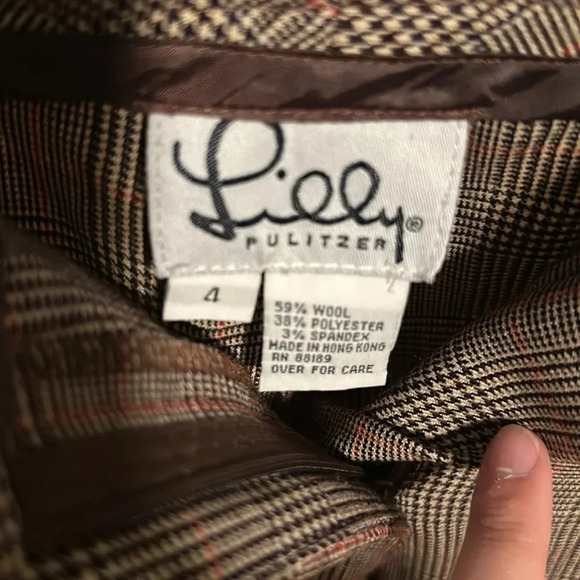 Lilly®
PULITZER
4
59% WOOL
38% POLYESTER
3% SPANDEX
MADE IN HONG KONG
RN 88189
OVER FOR CARE